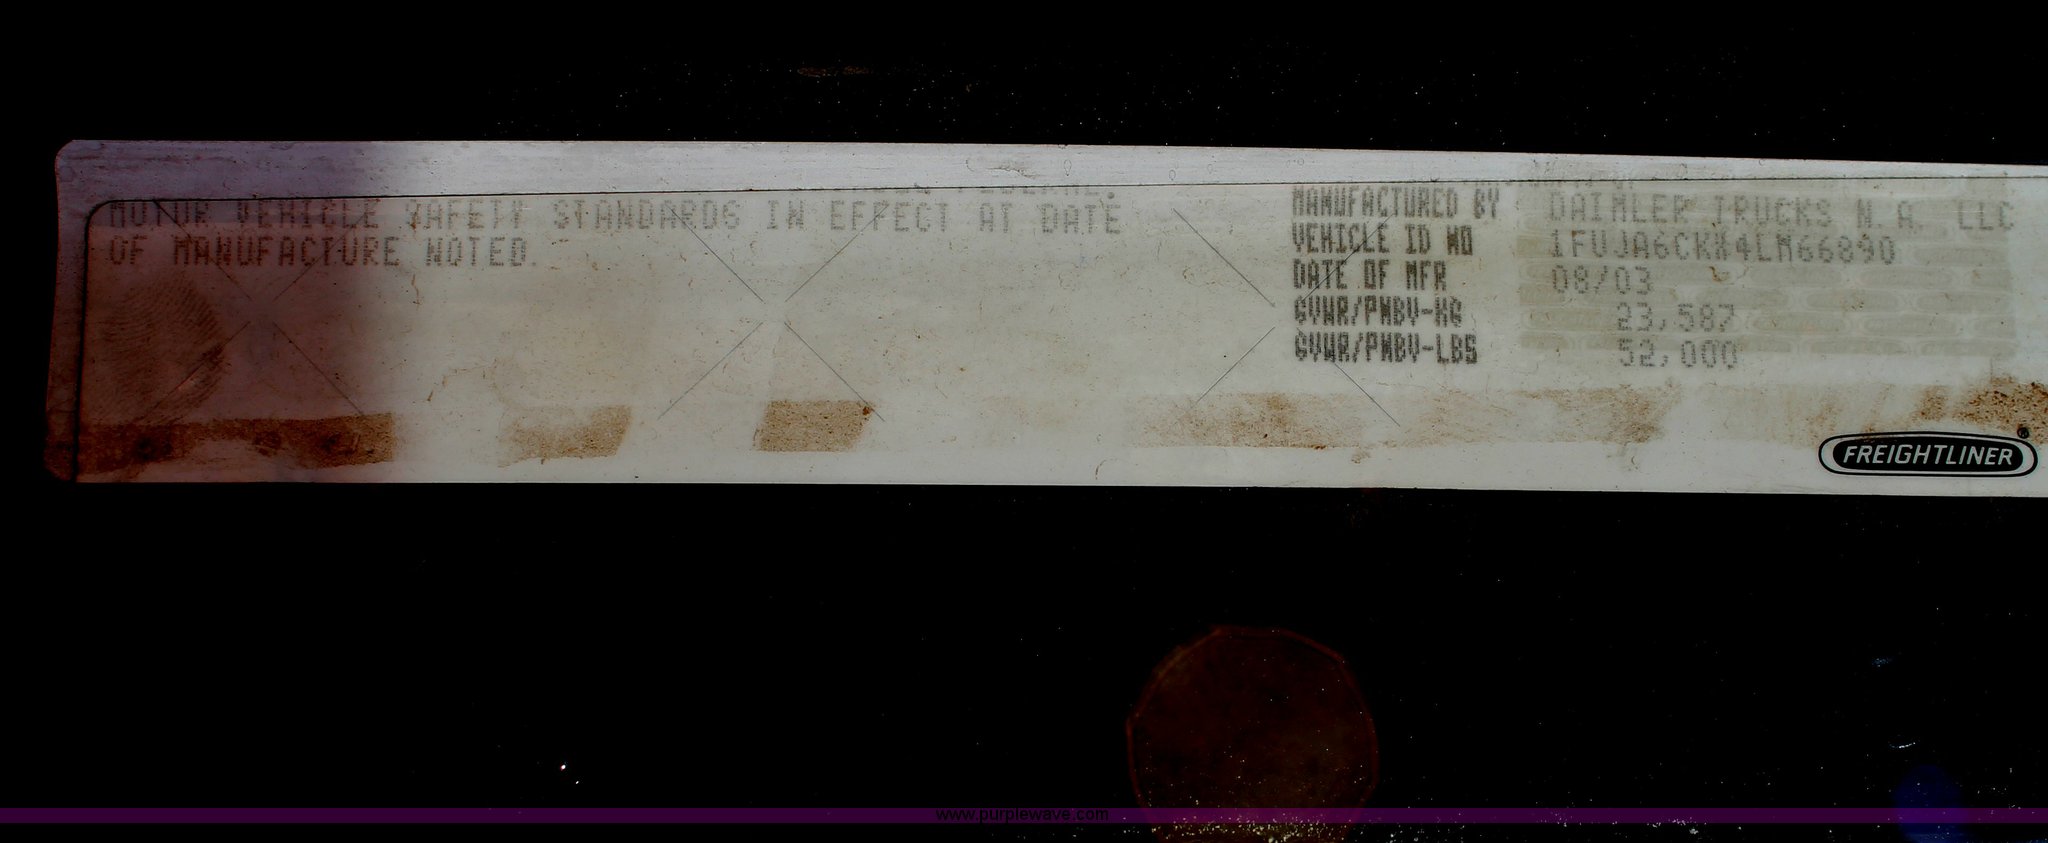 MOTOR VEHICLE SAFETY STANDARDS IN EFFECT AT DATE
OF MANUFACTURE NOTED.
MANUFACTURED BY DAIMLER TRUCKS N.A. LLC
VEHICLE ID NO 1FUJA6CKX4LM66890
DATE OF MFR 08/03
GVWR/PNBV-KG 23,587
GVWR/PNBV-LBS 52,000
FREIGHTLINER
www.purplewave.com